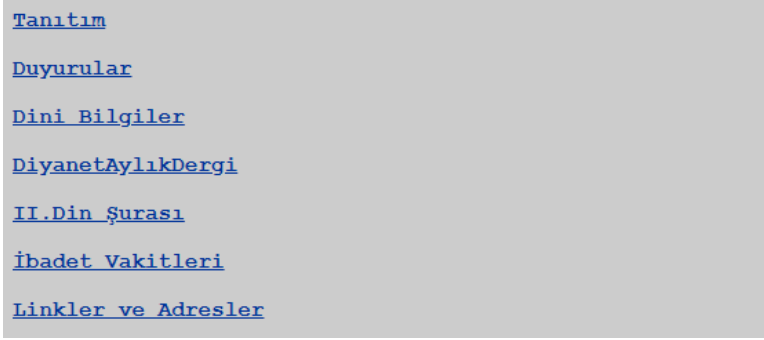 Tanıtım
Duyurular
Dini Bilgiler
DiyanetAylıkDergi
II.Din Şurası
İbadet Vakitleri
Linkler ve Adresler